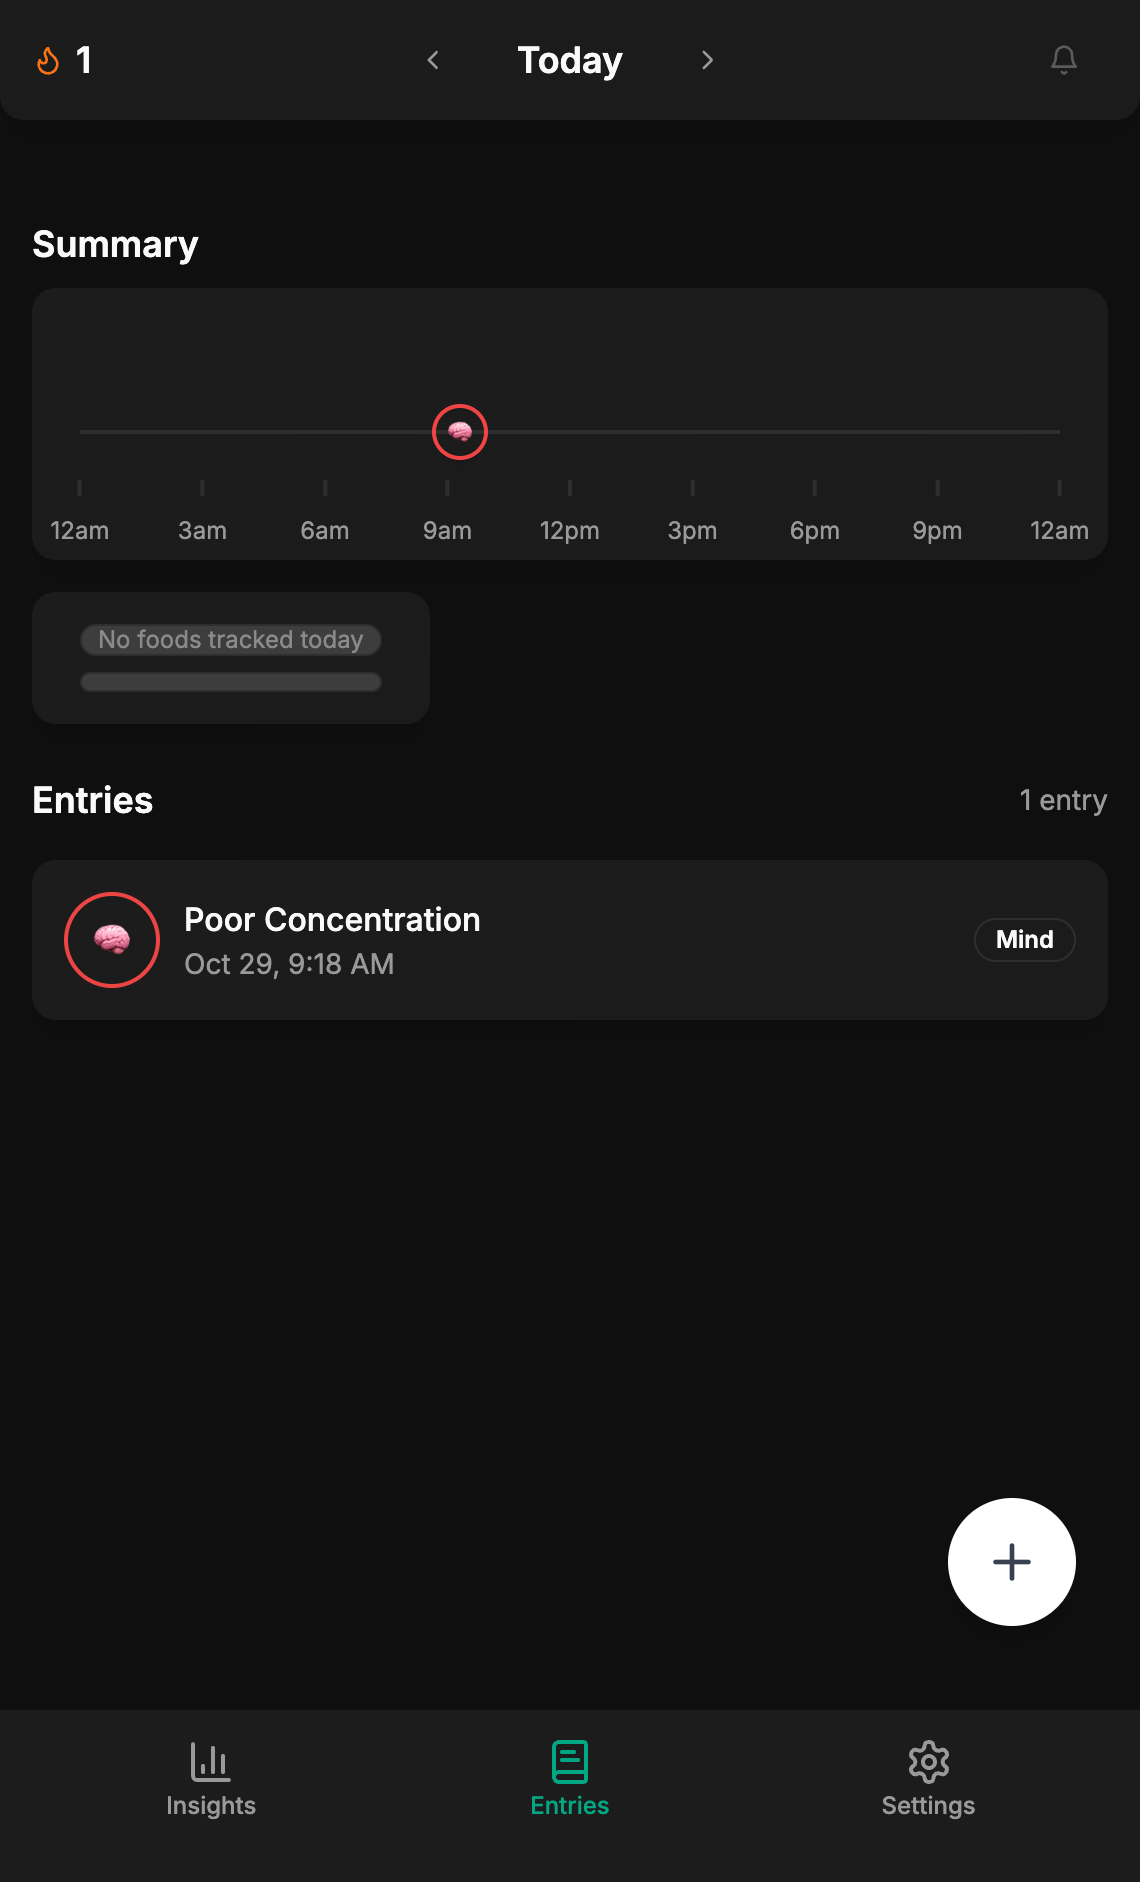 1
Today
Summary
12am 3am 6am 9am 12pm 3pm 6pm 9pm 12am
No foods tracked today
Entries
1 entry
Poor Concentration
Oct 29, 9:18 AM
Mind
Insights
Entries
Settings